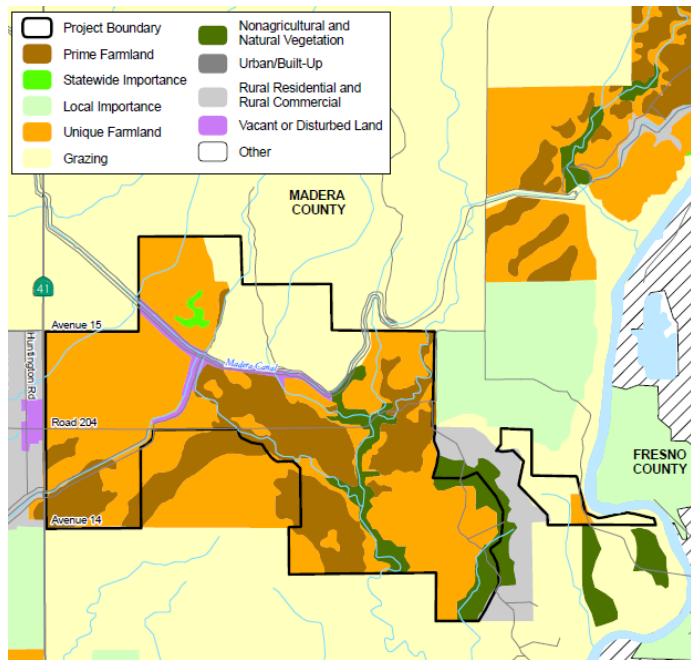 Project Boundary
Prime Farmland
Statewide Importance
Local Importance
Unique Farmland
Grazing
Nonagricultural and
Natural Vegetation
Urban/Built-Up
Rural Residential and
Rural Commercial
Vacant or Disturbed Land
Other
MADERA
COUNTY
41
Avenue 15
Huntington Rd
Madera Canal
Road 204
FRESNO
COUNTY
Avenue 14